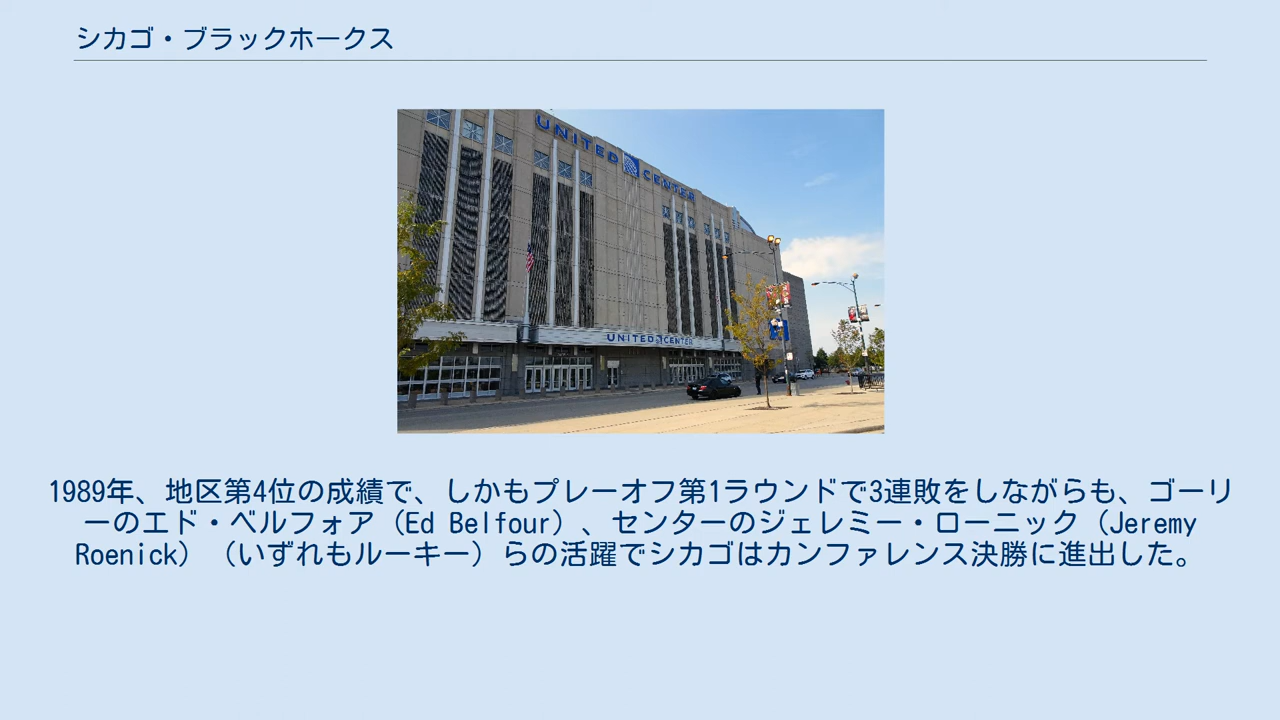 シカゴ・ブラックホークス
UNITED CENTER
UNITED CENTER
1989年、地区第4位の成績で、しかもプレーオフ第1ラウンドで3連敗をしながらも、ゴーリ
ーのエド・ベルフォア（Ed Belfour）、センターのジェレミー・ローニック（Jeremy
Roenick）（いずれもルーキー）らの活躍でシカゴはカンファレンス決勝に進出した。